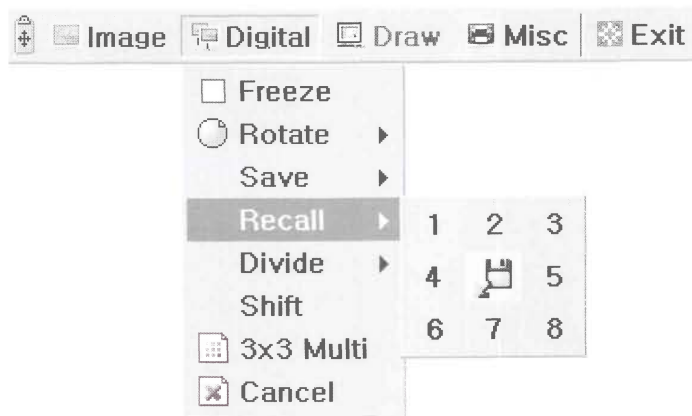 Image Digital Draw Misc Exit
Freeze
Rotate
Save
Recall
Divide
Shift
3x3 Multi
Cancel
1 2 3
4 5
6 7 8